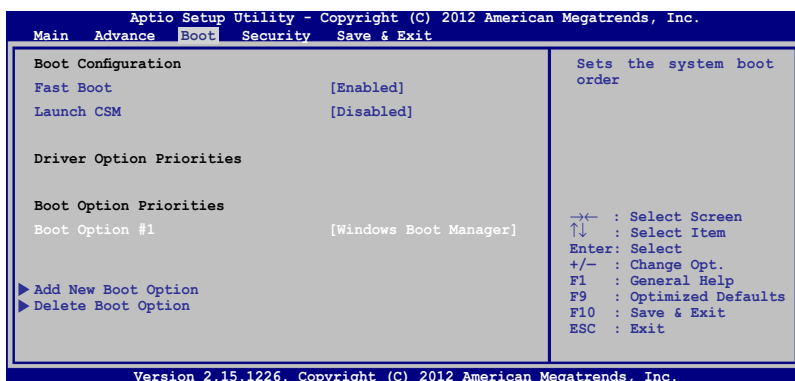 Aptio Setup Utility - Copyright (C) 2012 American Megatrends, Inc.
Main Advance Boot Security Save & Exit
Boot Configuration
Fast Boot [Enabled]
Launch CSM [Disabled]
Driver Option Priorities
Boot Option Priorities
Boot Option #1 [Windows Boot Manager]
Add New Boot Option
Delete Boot Option
Sets the system boot
order
→← : Select Screen
↑↓ : Select Item
Enter: Select
+/— : Change Opt.
F1 : General Help
F9 : Optimized Defaults
F10 : Save & Exit
ESC : Exit
Version 2.15.1226. Copyright (C) 2012 American Megatrends, Inc.